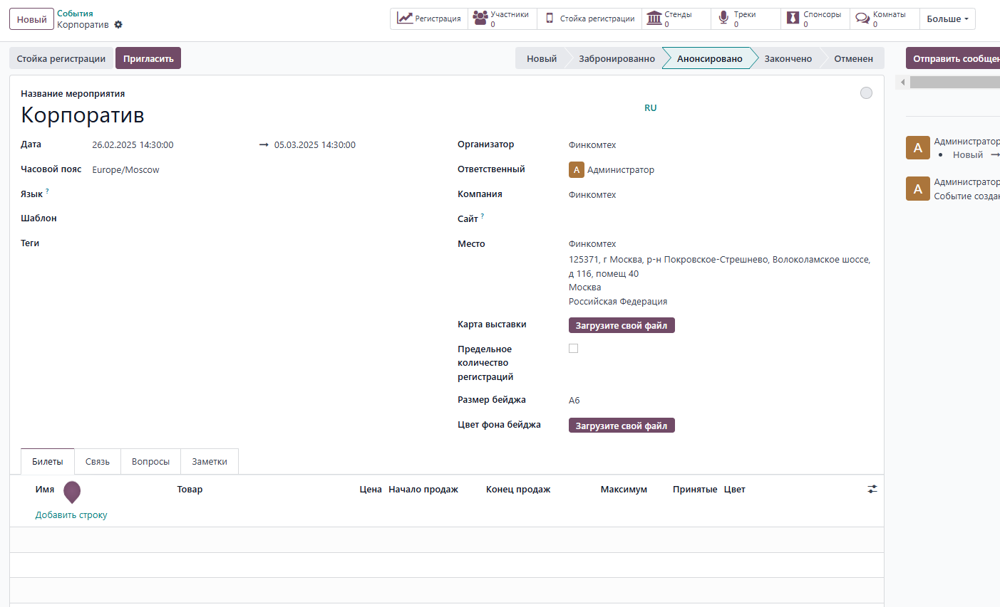 Новый
События
Корпоратив
Регистрация
Участники
0
Стойка регистрации
Стенды
0
Треки
0
Спонсоры
0
Комнаты
0
Больше
Стойка регистрации
Пригласить
Новый
Забронированно
Анонсировано
Закончено
Отменен
Отправить сообщен
Название мероприятия
Корпоратив
RU
Дата
26.02.2025 14:30:00 → 05.03.2025 14:30:00
Часовой пояс
Europe/Moscow
Язык ?
Шаблон
Теги
Организатор
Финкомтех
Ответственный
А Администратор
Компания
Финкомтех
Сайт ?
Место
Финкомтех
125371, г Москва, р-н Покровское-Стрешнево, Волоколамское шоссе,
д 116, помещ 40
Москва
Российская Федерация
Карта выставки
Загрузите свой файл
Предельное
количество
регистраций
Размер бейджа
A6
Цвет фона бейджа
Загрузите свой файл
А
Администратор
• Новый →
А
Администратор
Событие создан
Билеты
Связь
Вопросы
Заметки
Имя
Товар
Цена
Начало продаж
Конец продаж
Максимум
Принятые
Цвет
Добавить строку